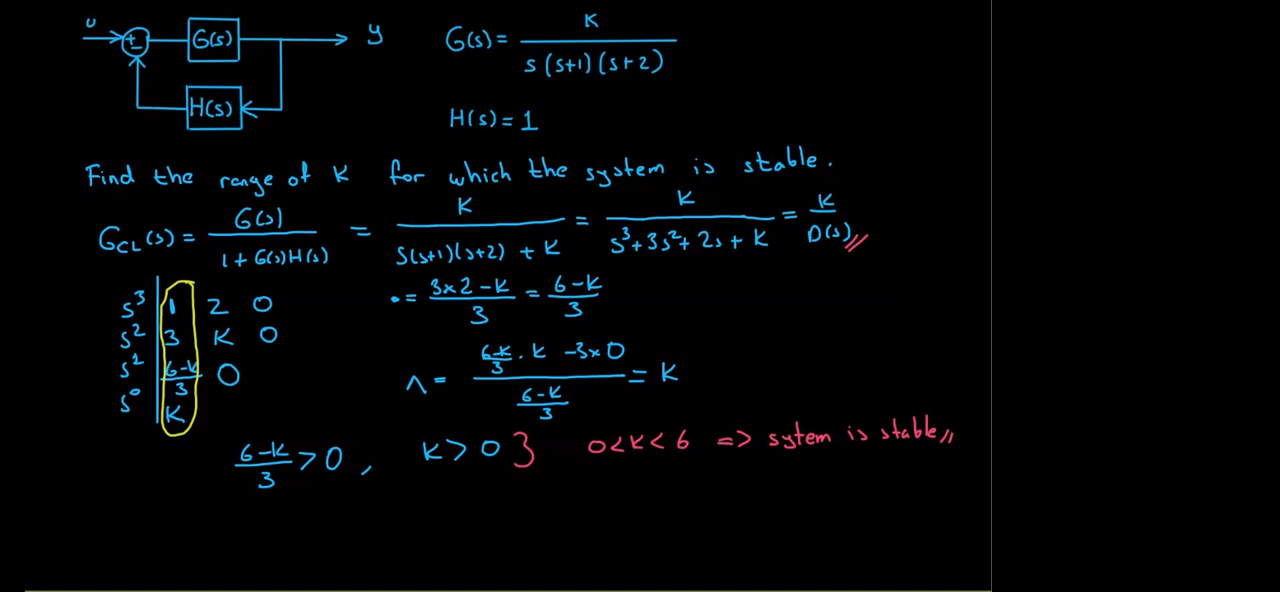 u ± G(s) y G(s) = K / s(s+1)(s+2)
H(s) H(s) = 1
Find the range of K for which the system is stable.
G_CL(s) = G(s) / 1 + G(s)H(s) = K / s(s+1)(s+2) + K = K / s³+3s²+2s+K = K / D(s)
s³ | 1 2 0 • = 3×2-K / 3 = 6-K / 3
s² | 3 K 0
s¹ | 6-K / 3 0 ^ = 6-K / 3 . K - 3×0 / 6-K / 3 = K
s⁰ | K
6-K / 3 > 0 , K > 0 } 0 < K < 6 => sytem is stable,,